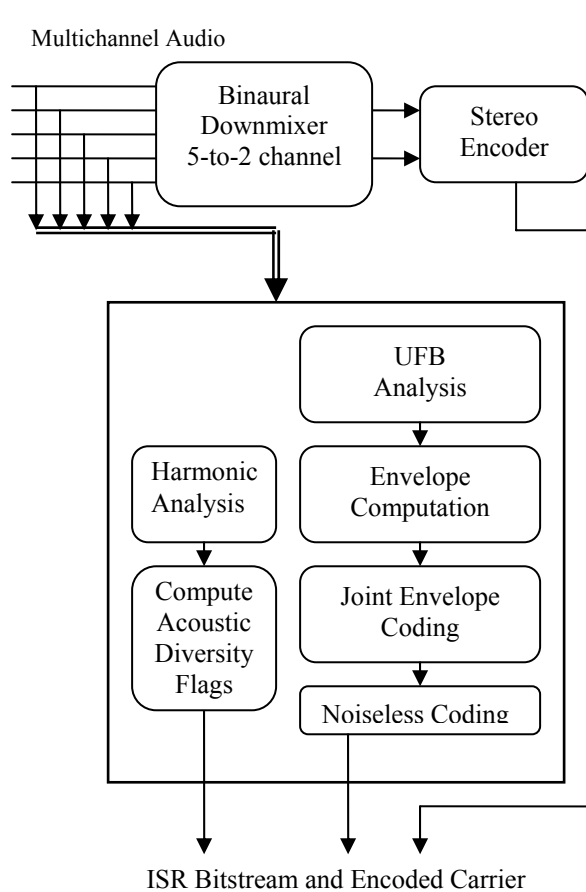 Multichannel Audio
Binaural
Downmixer
5-to-2 channel
Stereo
Encoder
UFB
Analysis
Harmonic
Analysis
Envelope
Computation
Compute
Acoustic
Diversity
Flags
Joint Envelope
Coding
Noiseless Coding
ISR Bitstream and Encoded Carrier